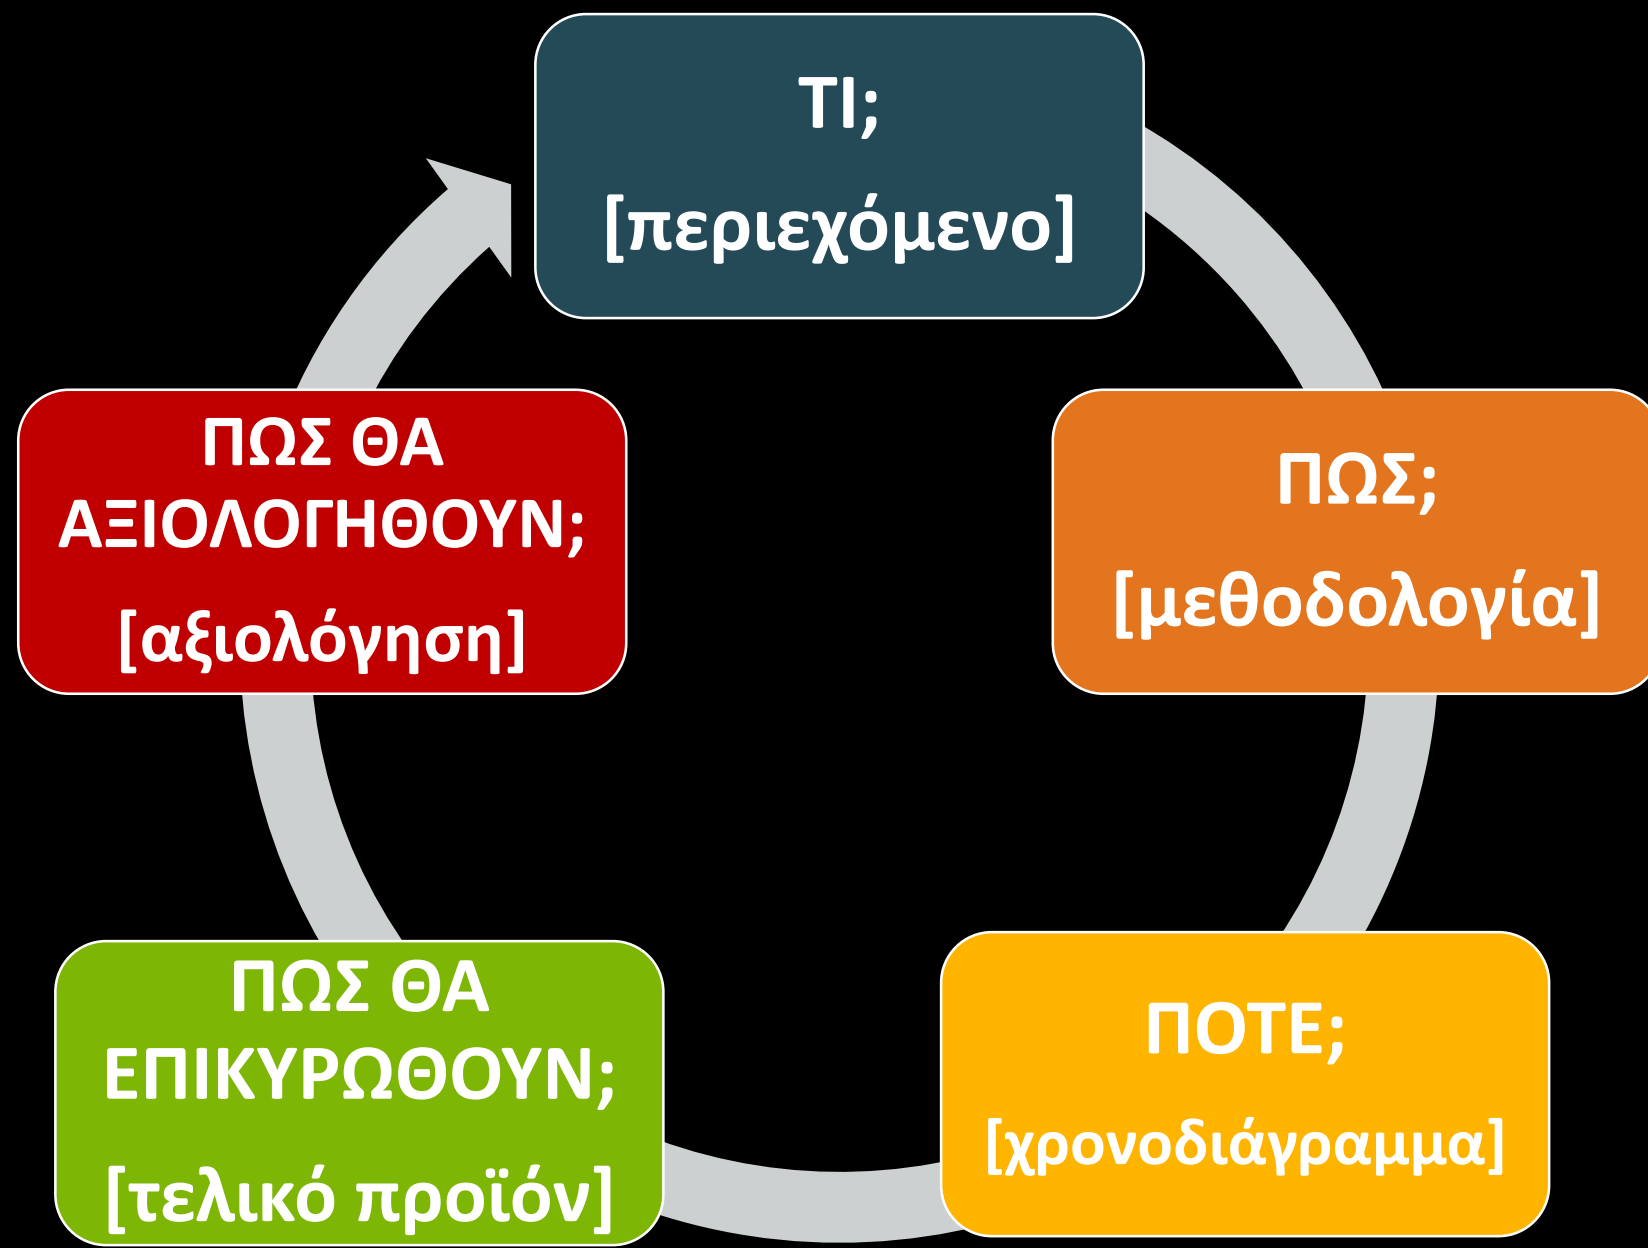 ΤΙ;
[περιεχόμενο]
ΠΩΣ;
[μεθοδολογία]
ΠΟΤΕ;
[χρονοδιάγραμμα]
ΠΩΣ ΘΑ
ΕΠΙΚΥΡΩΘΟΥΝ;
[τελικό προϊόν]
ΠΩΣ ΘΑ
ΑΞΙΟΛΟΓΗΘΟΥΝ;
[αξιολόγηση]